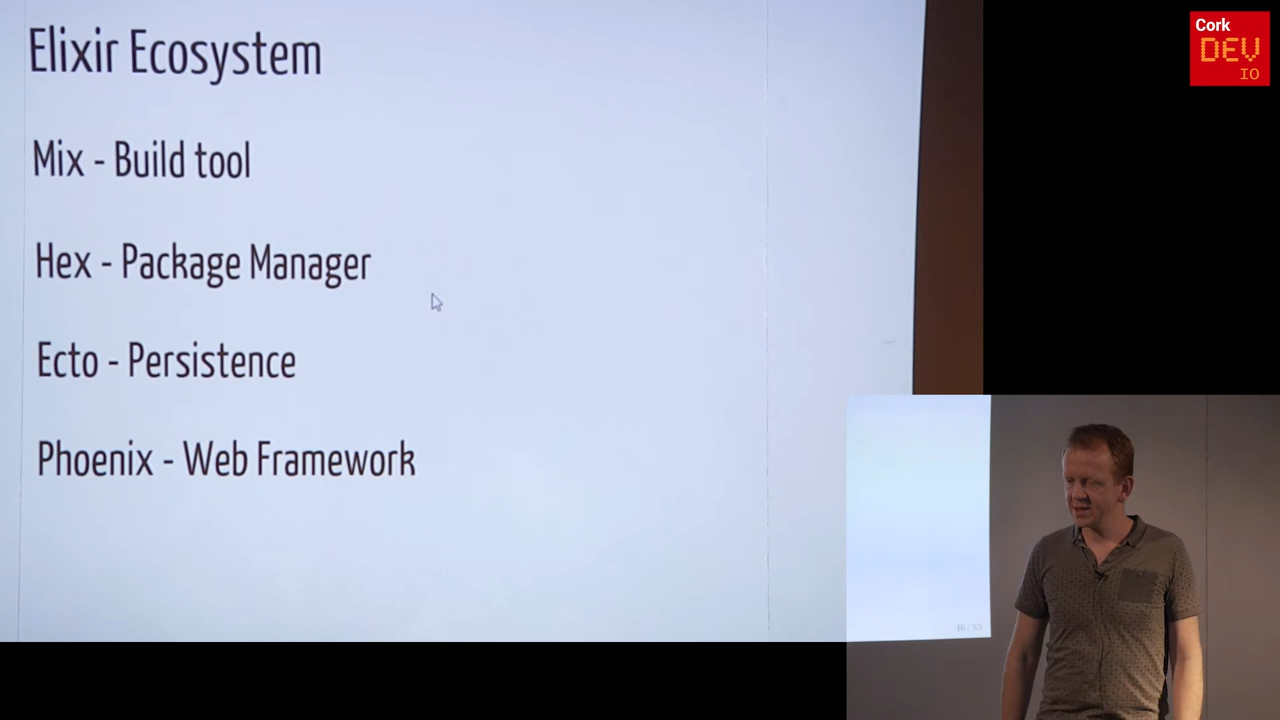 Elixir Ecosystem
Mix - Build tool
Hex - Package Manager
Ecto - Persistence
Phoenix - Web Framework
Cork
DEV
IO